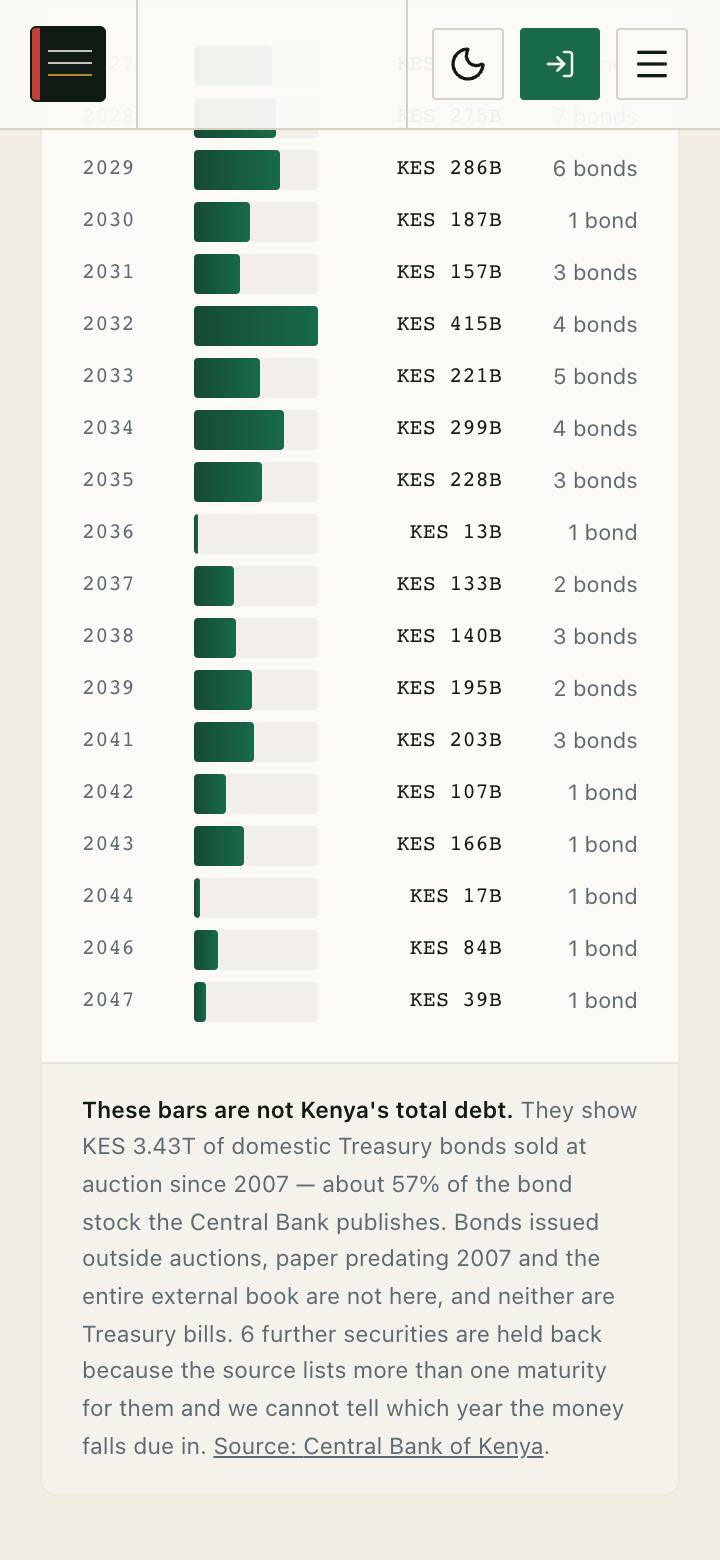 2028 KES 275B 7 bonds
2029 KES 286B 6 bonds
2030 KES 187B 1 bond
2031 KES 157B 3 bonds
2032 KES 415B 4 bonds
2033 KES 221B 5 bonds
2034 KES 299B 4 bonds
2035 KES 228B 3 bonds
2036 KES 13B 1 bond
2037 KES 133B 2 bonds
2038 KES 140B 3 bonds
2039 KES 195B 2 bonds
2041 KES 203B 3 bonds
2042 KES 107B 1 bond
2043 KES 166B 1 bond
2044 KES 17B 1 bond
2046 KES 84B 1 bond
2047 KES 39B 1 bond
These bars are not Kenya's total debt. They show
KES 3.43T of domestic Treasury bonds sold at
auction since 2007 — about 57% of the bond
stock the Central Bank publishes. Bonds issued
outside auctions, paper predating 2007 and the
entire external book are not here, and neither are
Treasury bills. 6 further securities are held back
because the source lists more than one maturity
for them and we cannot tell which year the money
falls due in. Source: Central Bank of Kenya.